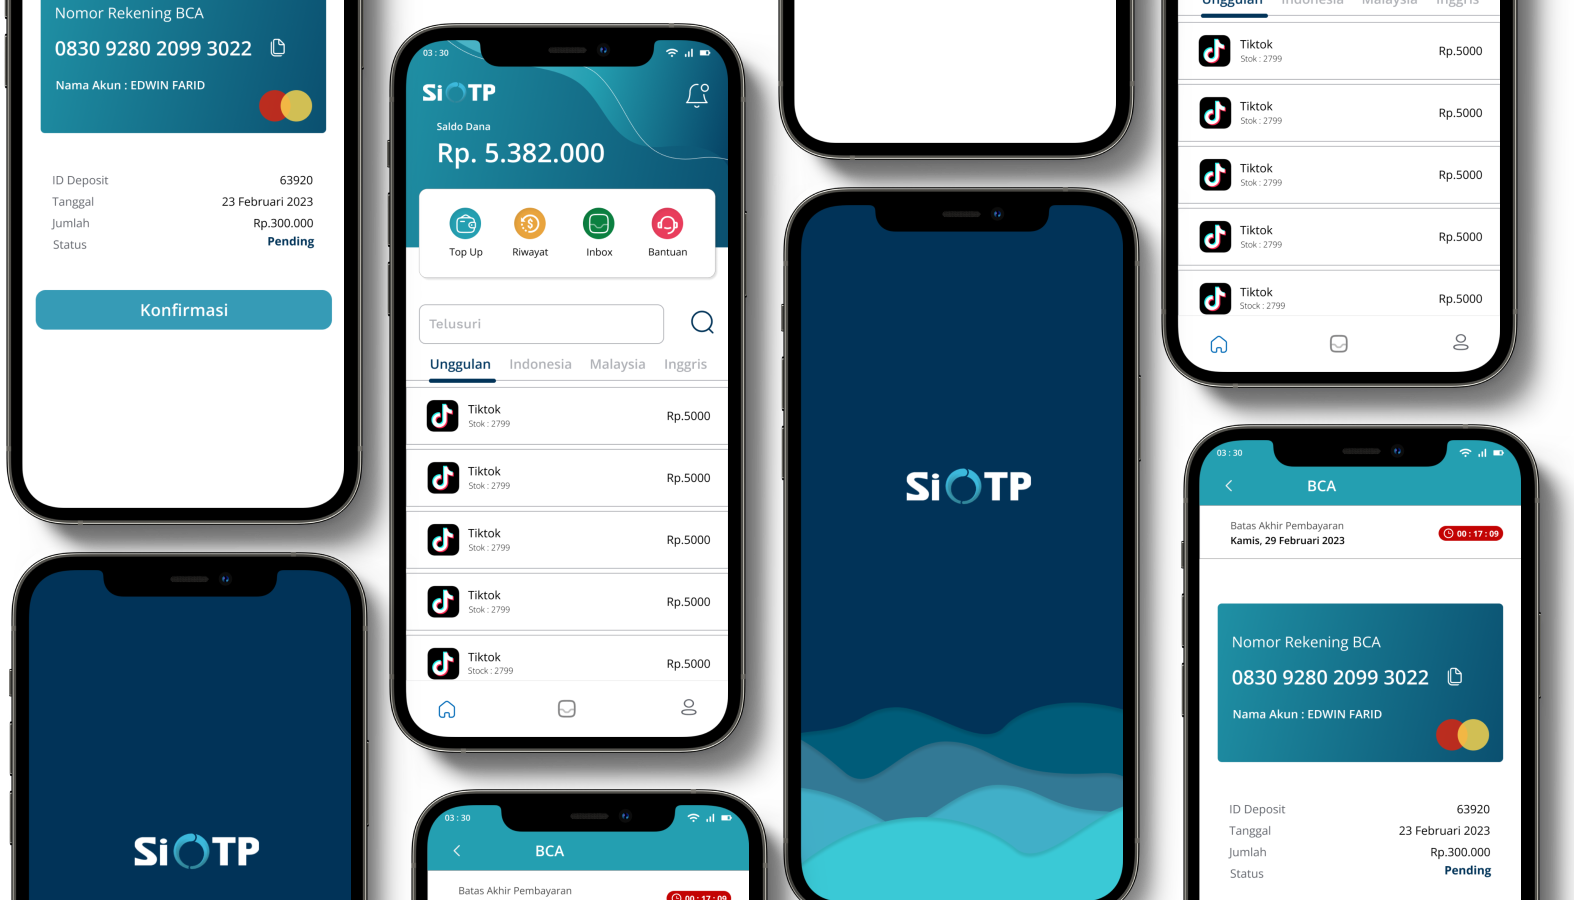 Nomor Rekening BCA
0830 9280 2099 3022
Nama Akun : EDWIN FARID
ID Deposit 63920
Tanggal 23 Februari 2023
Jumlah Rp.300.000
Status Pending
Konfirmasi
SiOTP
03 : 30
SiOTP
Saldo Dana
Rp. 5.382.000
Top Up Riwayat Inbox Bantuan
Telusuri
Unggulan Indonesia Malaysia Inggris
Tiktok Rp.5000
Stok : 2799
Tiktok Rp.5000
Stok : 2799
Tiktok Rp.5000
Stok : 2799
Tiktok Rp.5000
Stok : 2799
Tiktok Rp.5000
Stock : 2799
03 : 30
BCA
Batas Akhir Pembayaran
00 : 17 : 09
SiOTP
Unggulan Indonesia Malaysia Inggris
Tiktok Rp.5000
Stok : 2799
Tiktok Rp.5000
Stok : 2799
Tiktok Rp.5000
Stok : 2799
Tiktok Rp.5000
Stok : 2799
Tiktok Rp.5000
Stock : 2799
03 : 30
BCA
Batas Akhir Pembayaran
Kamis, 29 Februari 2023
00 : 17 : 09
Nomor Rekening BCA
0830 9280 2099 3022
Nama Akun : EDWIN FARID
ID Deposit 63920
Tanggal 23 Februari 2023
Jumlah Rp.300.000
Status Pending